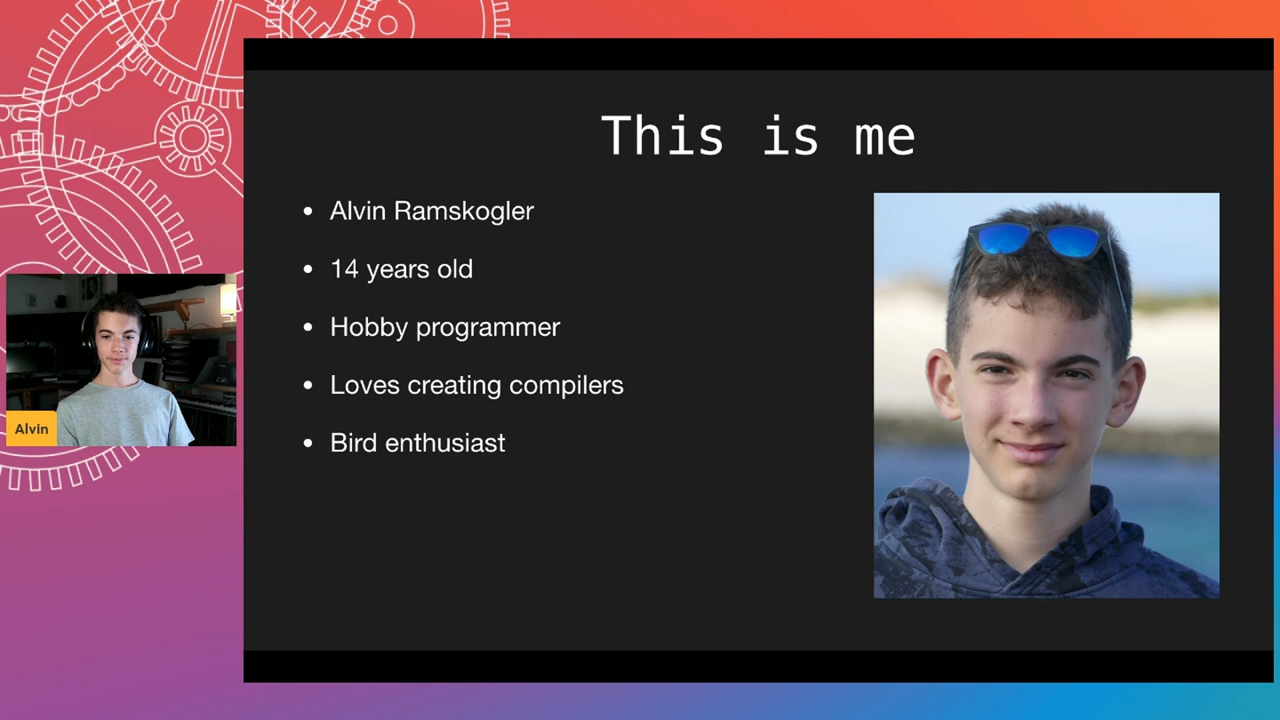 This is me
• Alvin Ramskogler
• 14 years old
• Hobby programmer
• Loves creating compilers
• Bird enthusiast
Alvin